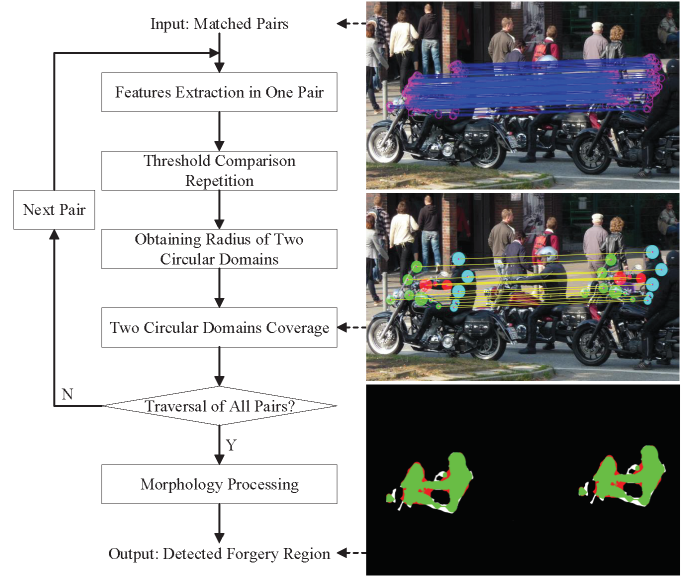 Input: Matched Pairs
Features Extraction in One Pair
Threshold Comparison
Repetition
Next Pair
Obtaining Radius of Two
Circular Domains
Two Circular Domains Coverage
N
Traversal of All Pairs?
Y
Morphology Processing
Output: Detected Forgery Region